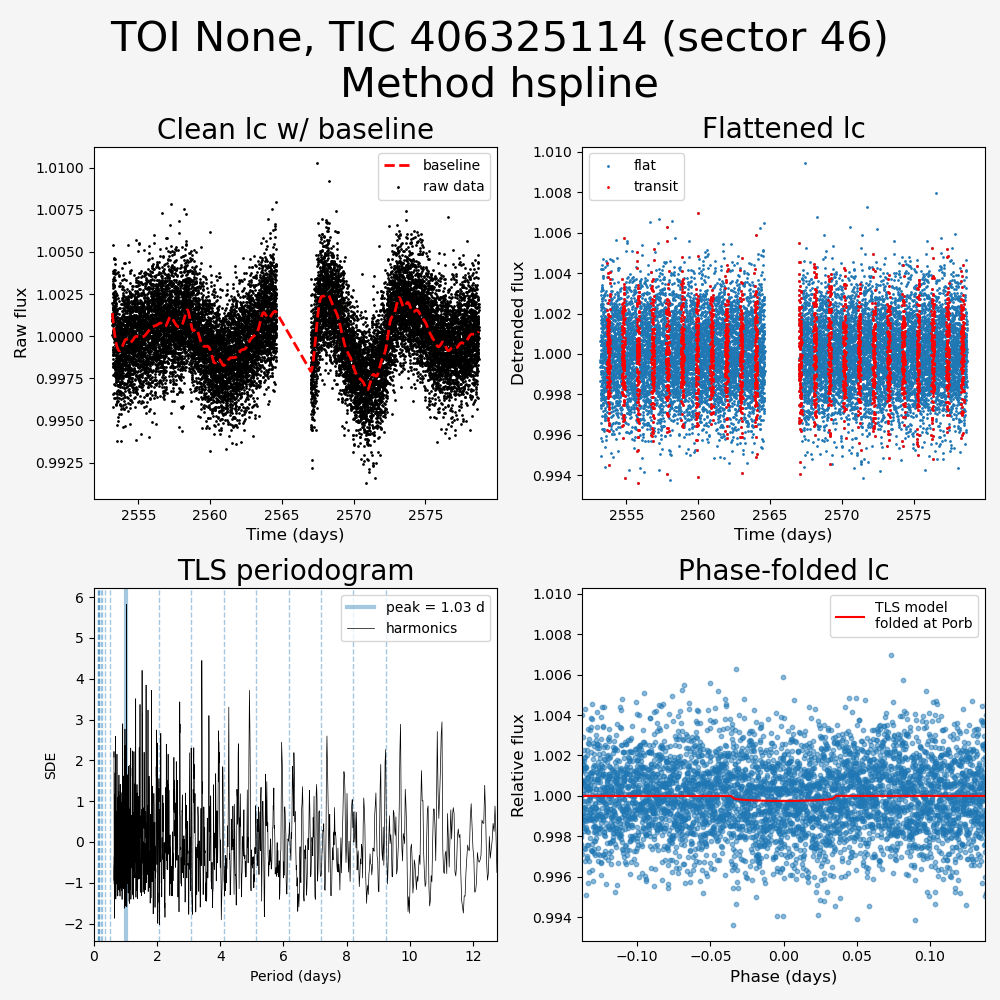 TOI None, TIC 406325114 (sector 46)
Method hspline
Clean lc w/ baseline
baseline
raw data
1.0100
1.0075
1.0050
1.0025
1.0000
0.9975
0.9950
0.9925
Raw flux
2555 2560 2565 2570 2575
Time (days)
Flattened lc
flat
transit
1.010
1.008
1.006
1.004
1.002
1.000
0.998
0.996
0.994
Detrended flux
2555 2560 2565 2570 2575
Time (days)
TLS periodogram
peak = 1.03 d
harmonics
6
5
4
3
2
1
0
−1
−2
SDE
0 2 4 6 8 10 12
Period (days)
Phase-folded lc
TLS model
folded at Porb
1.010
1.008
1.006
1.004
1.002
1.000
0.998
0.996
0.994
Relative flux
−0.10 −0.05 0.00 0.05 0.10
Phase (days)